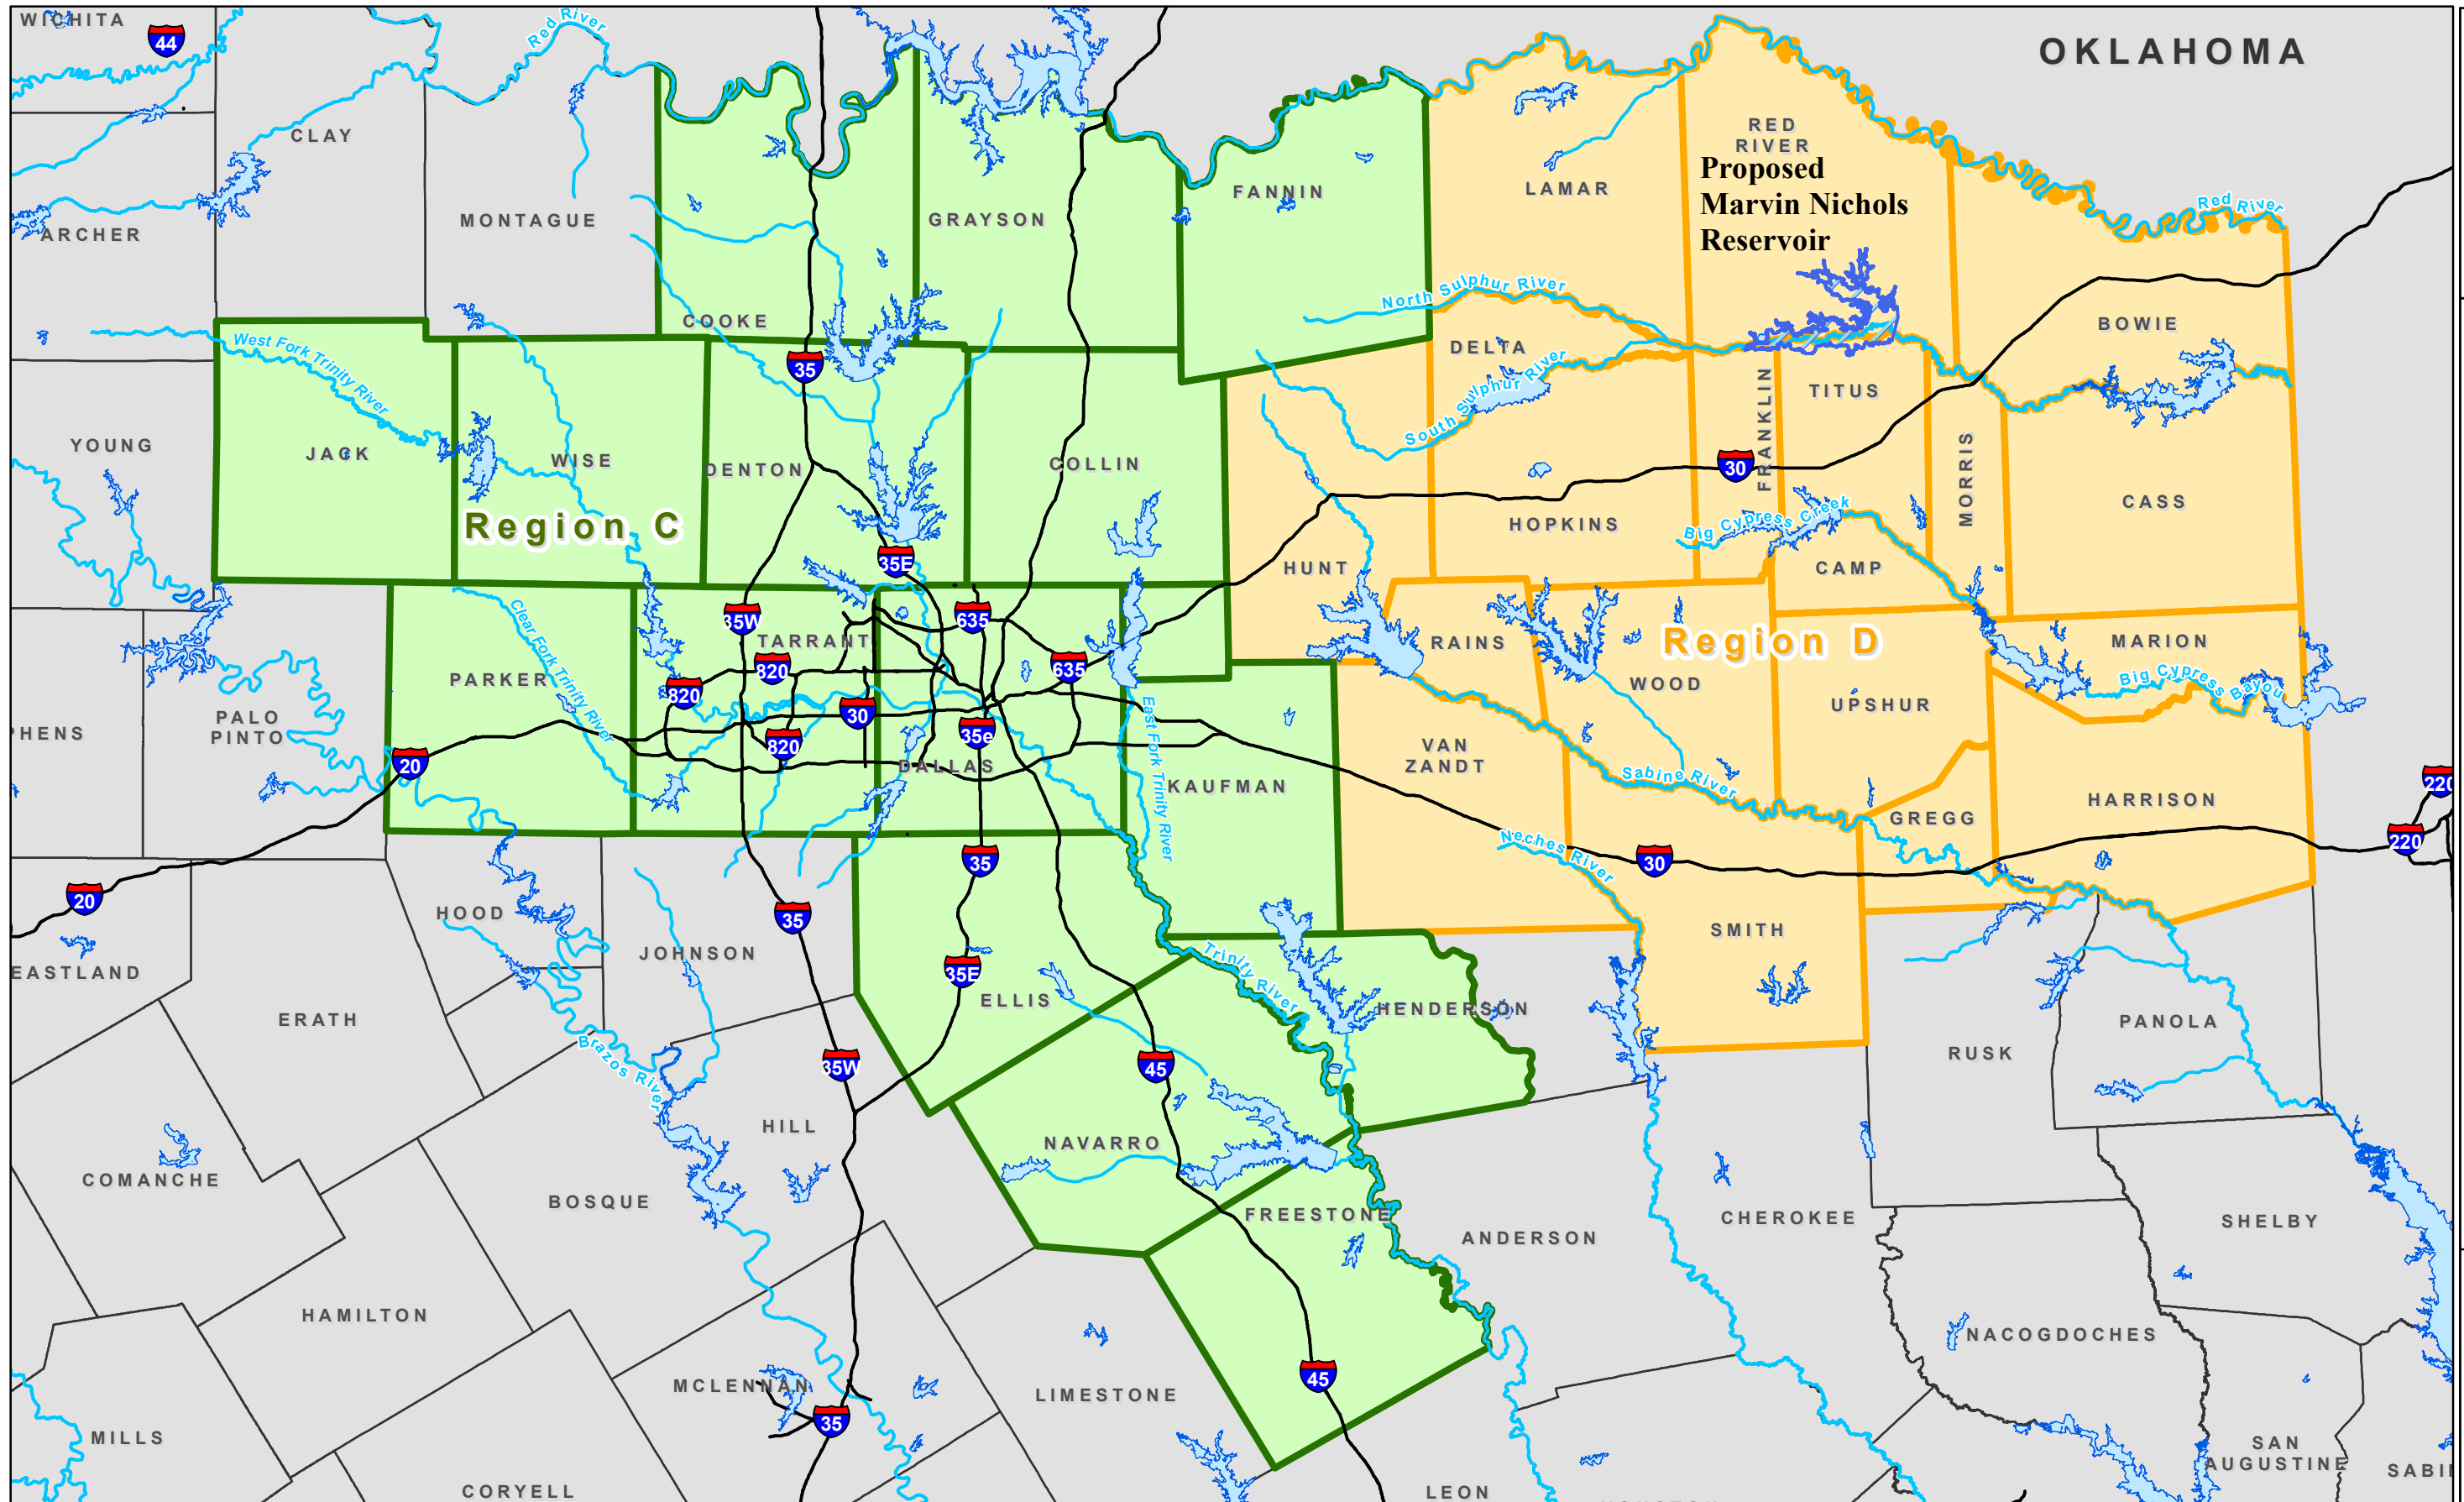 WICHITA
44
Red River
OKLAHOMA
CLAY
RED
RIVER
Proposed
Marvin Nichols
Reservoir
FANNIN
LAMAR
MONTAGUE
GRAYSON
ARCHER
Red River
North Sulphur River
COOKE
BOWIE
West Fork Trinity River
DELTA
35
South Sulphur River
FRANKLIN
TITUS
YOUNG
JACK
WISE
DENTON
COLLIN
30
MORRIS
CASS
Region C
HOPKINS
Big Cypress Creek
35E
HUNT
CAMP
Clear Fork Trinity River
35W
635
TARRANT
RAINS
Region D
MARION
820
635
PARKER
820
WOOD
Big Cypress Bayou
PALO
PINTO
30
UPSHUR
PHENS
35e
East Fork Trinity River
820
VAN
ZANDT
20
DALLAS
KAUFMAN
Sabine River
220
HARRISON
GREGG
220
Neches River
35
30
20
HOOD
35
JOHNSON
SMITH
EASTLAND
35E
Trinity River
ELLIS
HENDERSON
ERATH
PANOLA
Brazos River
RUSK
35W
45
HILL
NAVARRO
COMANCHE
BOSQUE
FREESTONE
CHEROKEE
SHELBY
ANDERSON
HAMILTON
NACOGDOCHES
45
MCLENNAN
LIMESTONE
35
MILLS
SAN
AUGUSTINE
SABI
CORYELL
LEON